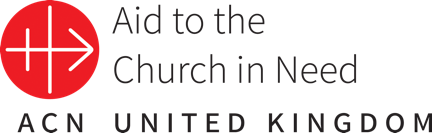 Aid to the
Church in Need
ACN UNITED KINGDOM